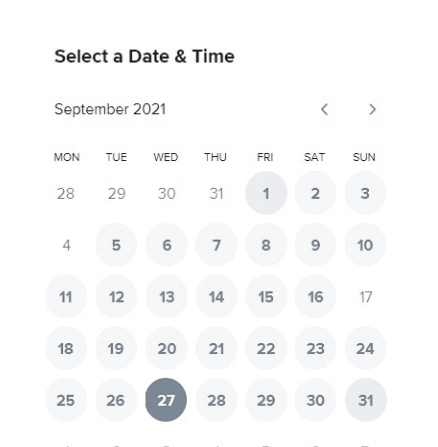 Select a Date & Time
September 2021
MON TUE WED THU FRI SAT SUN
28 29 30 31 1 2 3
4 5 6 7 8 9 10
11 12 13 14 15 16 17
18 19 20 21 22 23 24
25 26 27 28 29 30 31